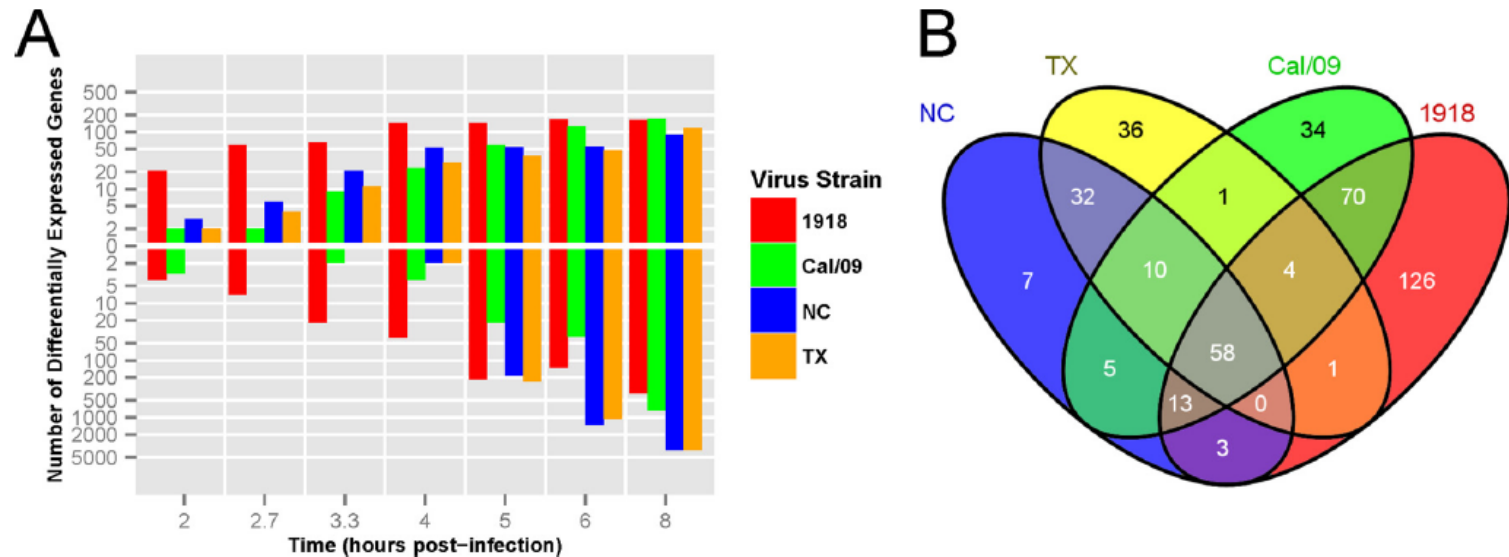 A
Number of Differentially Expressed Genes
500
200
100
50
20
10
5
2
0
2
5
10
20
50
100
200
500
1000
2000
5000
2 2.7 3.3 4 5 6 8
Time (hours post-infection)
Virus Strain
1918
Cal/09
NC
TX
B
TX Cal/09
NC 1918
36 34
32 1 70
7 10 4 126
58
5 1
13 0
3